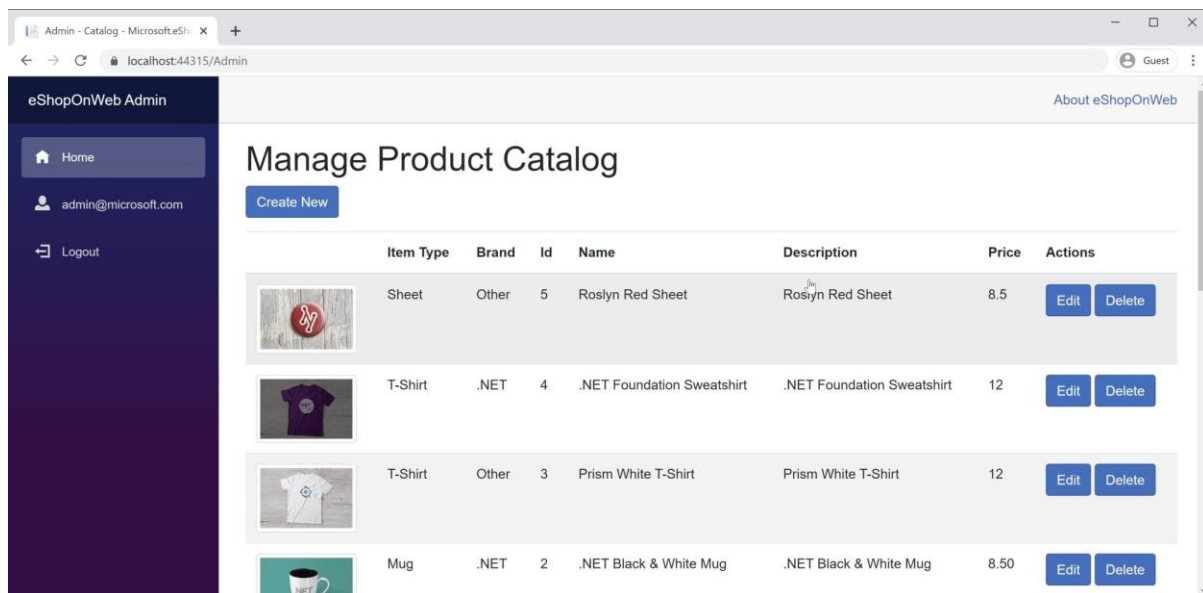 Admin - Catalog - Microsoft.eSh
localhost:44315/Admin
Guest
eShopOnWeb Admin
About eShopOnWeb
Home
admin@microsoft.com
Logout
Manage Product Catalog
Create New
Item Type Brand Id Name Description Price Actions
Sheet Other 5 Roslyn Red Sheet Roslyn Red Sheet 8.5 Edit Delete
T-Shirt .NET 4 .NET Foundation Sweatshirt .NET Foundation Sweatshirt 12 Edit Delete
T-Shirt Other 3 Prism White T-Shirt Prism White T-Shirt 12 Edit Delete
Mug .NET 2 .NET Black & White Mug .NET Black & White Mug 8.50 Edit Delete